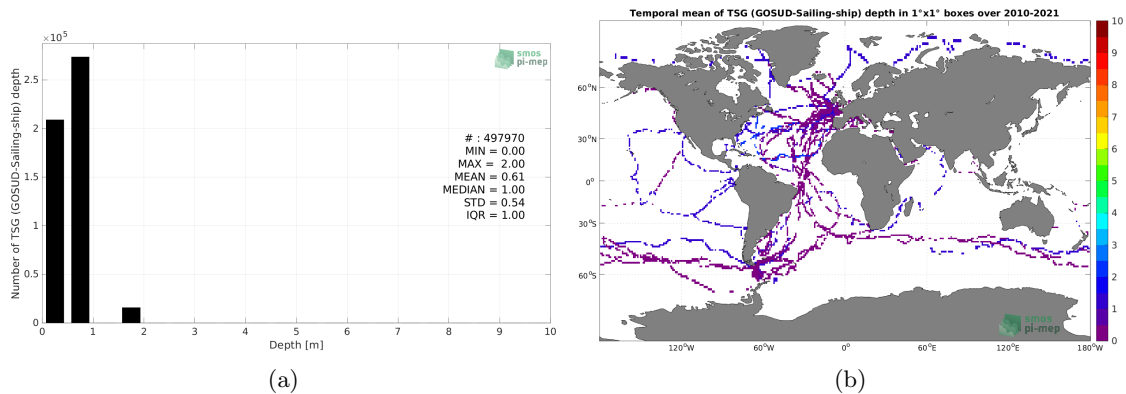 ×10⁵
smos
pi-mep
2.5
2
1.5
1
0.5
0
Number of TSG (GOSUD-Sailing-ship) depth
# : 497970
MIN = 0.00
MAX = 2.00
MEAN = 0.61
MEDIAN = 1.00
STD = 0.54
IQR = 1.00
0 1 2 3 4 5 6 7 8 9 10
Depth [m]
(a)
Temporal mean of TSG (GOSUD-Sailing-ship) depth in 1°x1° boxes over 2010-2021
60°N
30°N
0°
30°S
60°S
120°W 60°W 0° 60°E 120°E 180°W
smos
pi-mep
10
9
8
7
6
5
4
3
2
1
0
(b)